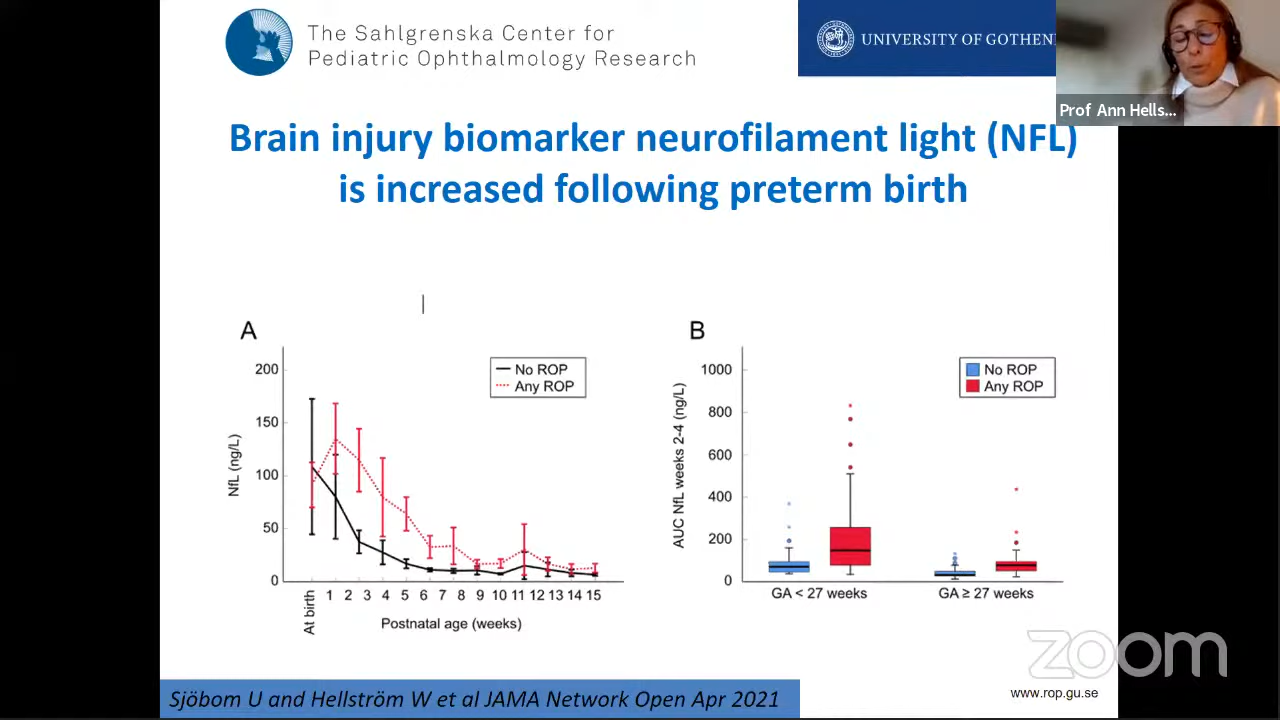 The Sahlgrenska Center for
Pediatric Ophthalmology Research
UNIVERSITY OF GOTHEN
Prof Ann Hells...
Brain injury biomarker neurofilament light (NFL)
is increased following preterm birth
A
200
150
100
50
0
NfL (ng/L)
No ROP
Any ROP
At birth 1 2 3 4 5 6 7 8 9 10 11 12 13 14 15
Postnatal age (weeks)
B
1000
800
600
400
200
0
AUC NfL weeks 2-4 (ng/L)
No ROP
Any ROP
GA < 27 weeks GA ≥ 27 weeks
zoom
www.rop.gu.se
Sjöbom U and Hellström W et al JAMA Network Open Apr 2021